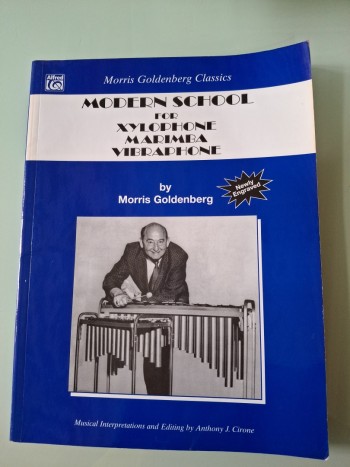 Alfred
Morris Goldenberg Classics
MODERN SCHOOL
FOR
XYLOPHONE
MARIMBA
VIBRAPHONE
by
Morris Goldenberg
Newly
Engraved
Musical Interpretations and Editing by Anthony J. Cirone